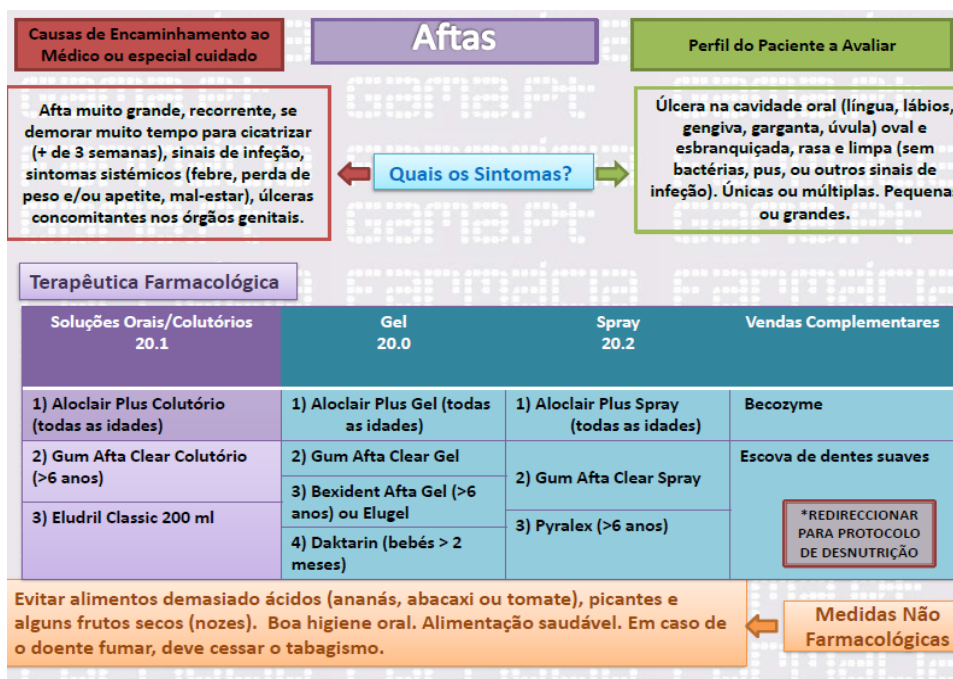 Causas de Encaminhamento ao
Médico ou especial cuidado
Aftas
Perfil do Paciente a Avaliar
Afta muito grande, recorrente, se
demorar muito tempo para cicatrizar
(+ de 3 semanas), sinais de infeção,
sintomas sistémicos (febre, perda de
peso e/ou apetite, mal-estar), úlceras
concomitantes nos órgãos genitais.
Quais os Sintomas?
Úlcera na cavidade oral (língua, lábios,
gengiva, garganta, úvula) oval e
esbranquiçada, rasa e limpa (sem
bactérias, pus, ou outros sinais de
infeção). Únicas ou múltiplas. Pequenas
ou grandes.
Terapêutica Farmacológica
Soluções Orais/Colutórios
20.1
Gel
20.0
Spray
20.2
Vendas Complementares
1) Aloclair Plus Colutório
(todas as idades)
1) Aloclair Plus Gel (todas
as idades)
1) Aloclair Plus Spray
(todas as idades)
Becozyme
2) Gum Afta Clear Colutório
(>6 anos)
2) Gum Afta Clear Gel
2) Gum Afta Clear Spray
Escova de dentes suaves
3) Eludril Classic 200 ml
3) Bexident Afta Gel (>6
anos) ou Elugel
3) Pyralex (>6 anos)
4) Daktarin (bebés > 2
meses)
*REDIRECCIONAR
PARA PROTOCOLO
DE DESNUTRIÇÃO
Evitar alimentos demasiado ácidos (ananás, abacaxi ou tomate), picantes e
alguns frutos secos (nozes).  Boa higiene oral. Alimentação saudável. Em caso de
o doente fumar, deve cessar o tabagismo.
Medidas Não
Farmacológicas